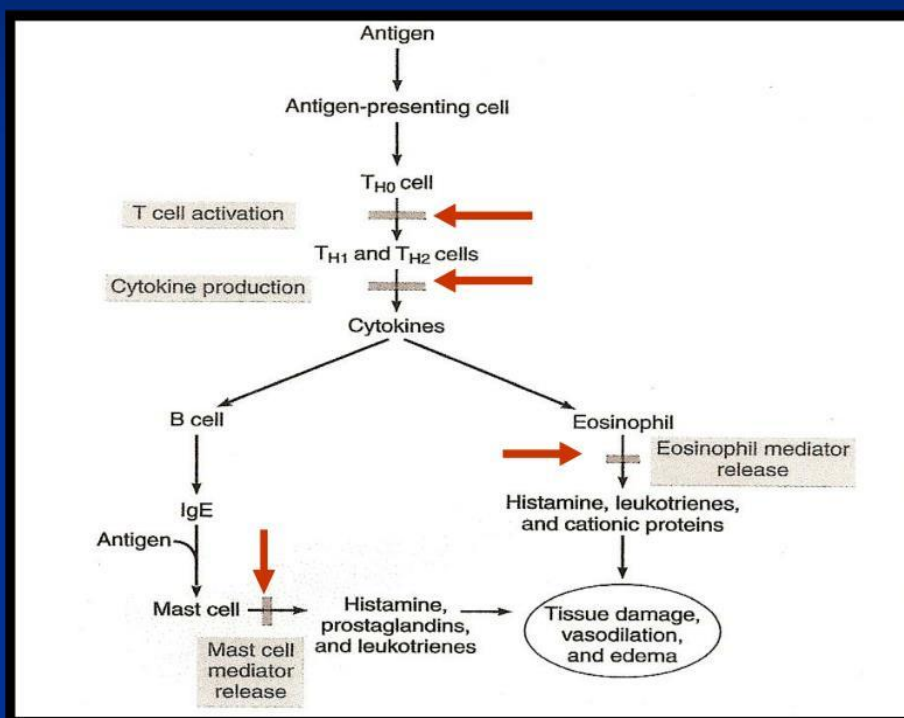 Antigen
Antigen-presenting cell
TH0 cell
T cell activation
TH1 and TH2 cells
Cytokine production
Cytokines
B cell
Eosinophil
Eosinophil mediator
release
IgE
Histamine, leukotrienes,
and cationic proteins
Antigen
Mast cell
Histamine,
prostaglandins,
and leukotrienes
Tissue damage,
vasodilation,
and edema
Mast cell
mediator
release